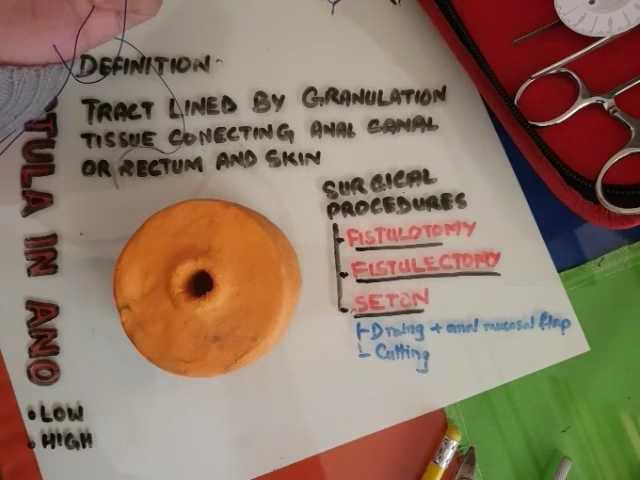 DEFINITION
TRACT LINED BY GRANULATION
TISSUE CONECTING ANAL CANAL
OR RECTUM AND SKIN
SURGICAL
PROCEDURES
FISTULOTOMY
FISTULECTOMY
SETON
+ anal mucosal flap
Cutting
TULA IN ANO
• LOW
• HIGH